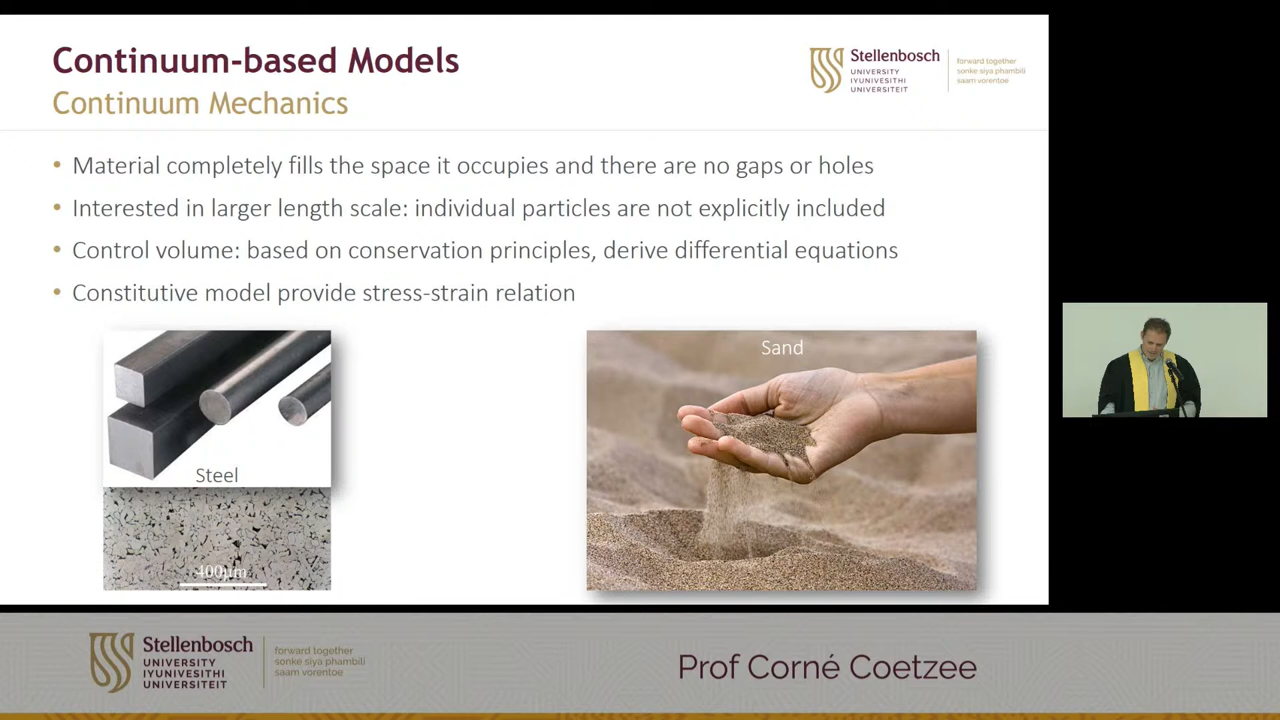 Continuum-based Models
Continuum Mechanics
Stellenbosch
UNIVERSITY
IYUNIVESITHI
UNIVERSITEIT
forward together
sonke siya phambili
saam vorentoe
• Material completely fills the space it occupies and there are no gaps or holes
• Interested in larger length scale: individual particles are not explicitly included
• Control volume: based on conservation principles, derive differential equations
• Constitutive model provide stress-strain relation
Steel
400μm
Sand
Stellenbosch
UNIVERSITY
IYUNIVESITHI
UNIVERSITEIT
forward together
sonke siya phambili
saam vorentoe
Prof Corné Coetzee